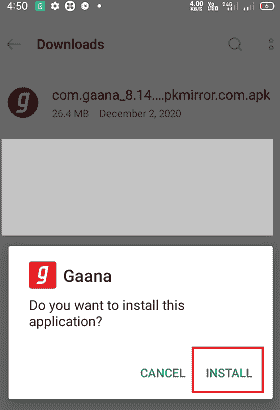 4:50
4.00
KB/S
Downloads
com.gaana_8.14....pkmirror.com.apk
26.4 MB December 2, 2020
g
g Gaana
Do you want to install this
application?
CANCEL INSTALL